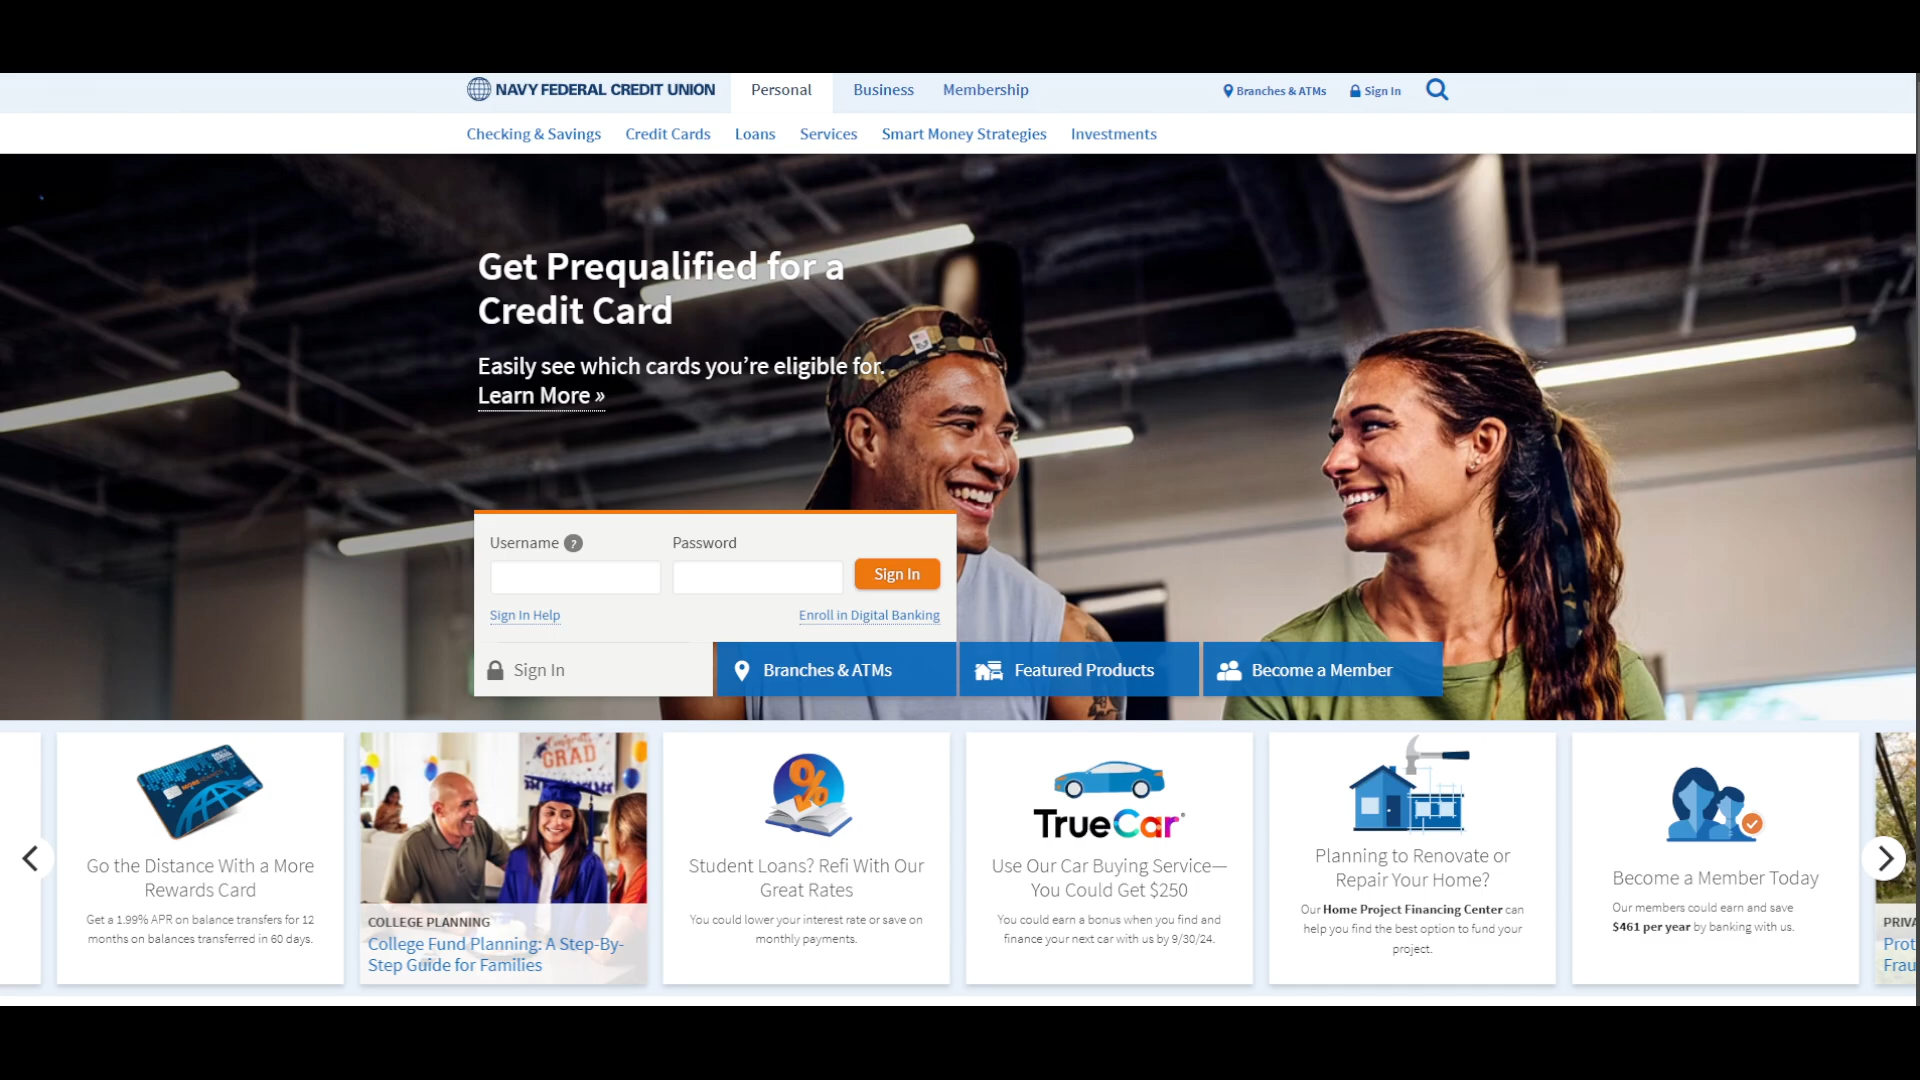 NAVY FEDERAL CREDIT UNION
Personal
Business
Membership
Branches & ATMs
Sign In
Checking & Savings
Credit Cards
Loans
Services
Smart Money Strategies
Investments
Get Prequalified for a
Credit Card
Easily see which cards you’re eligible for.
Learn More »
Username ?
Password
Sign In
Sign In Help
Enroll in Digital Banking
Sign In
Branches & ATMs
Featured Products
Become a Member
Go the Distance With a More
Rewards Card
Get a 1.99% APR on balance transfers for 12
months on balances transferred in 60 days.
GRAD
COLLEGE PLANNING
College Fund Planning: A Step-By-
Step Guide for Families
%
Student Loans? Refi With Our
Great Rates
You could lower your interest rate or save on
monthly payments.
TrueCar
Use Our Car Buying Service—
You Could Get $250
You could earn a bonus when you find and
finance your next car with us by 9/30/24.
Planning to Renovate or
Repair Your Home?
Our Home Project Financing Center can
help you find the best option to fund your
project.
Become a Member Today
Our members could earn and save
$461 per year by banking with us.
PRIVA
Prot
Frau